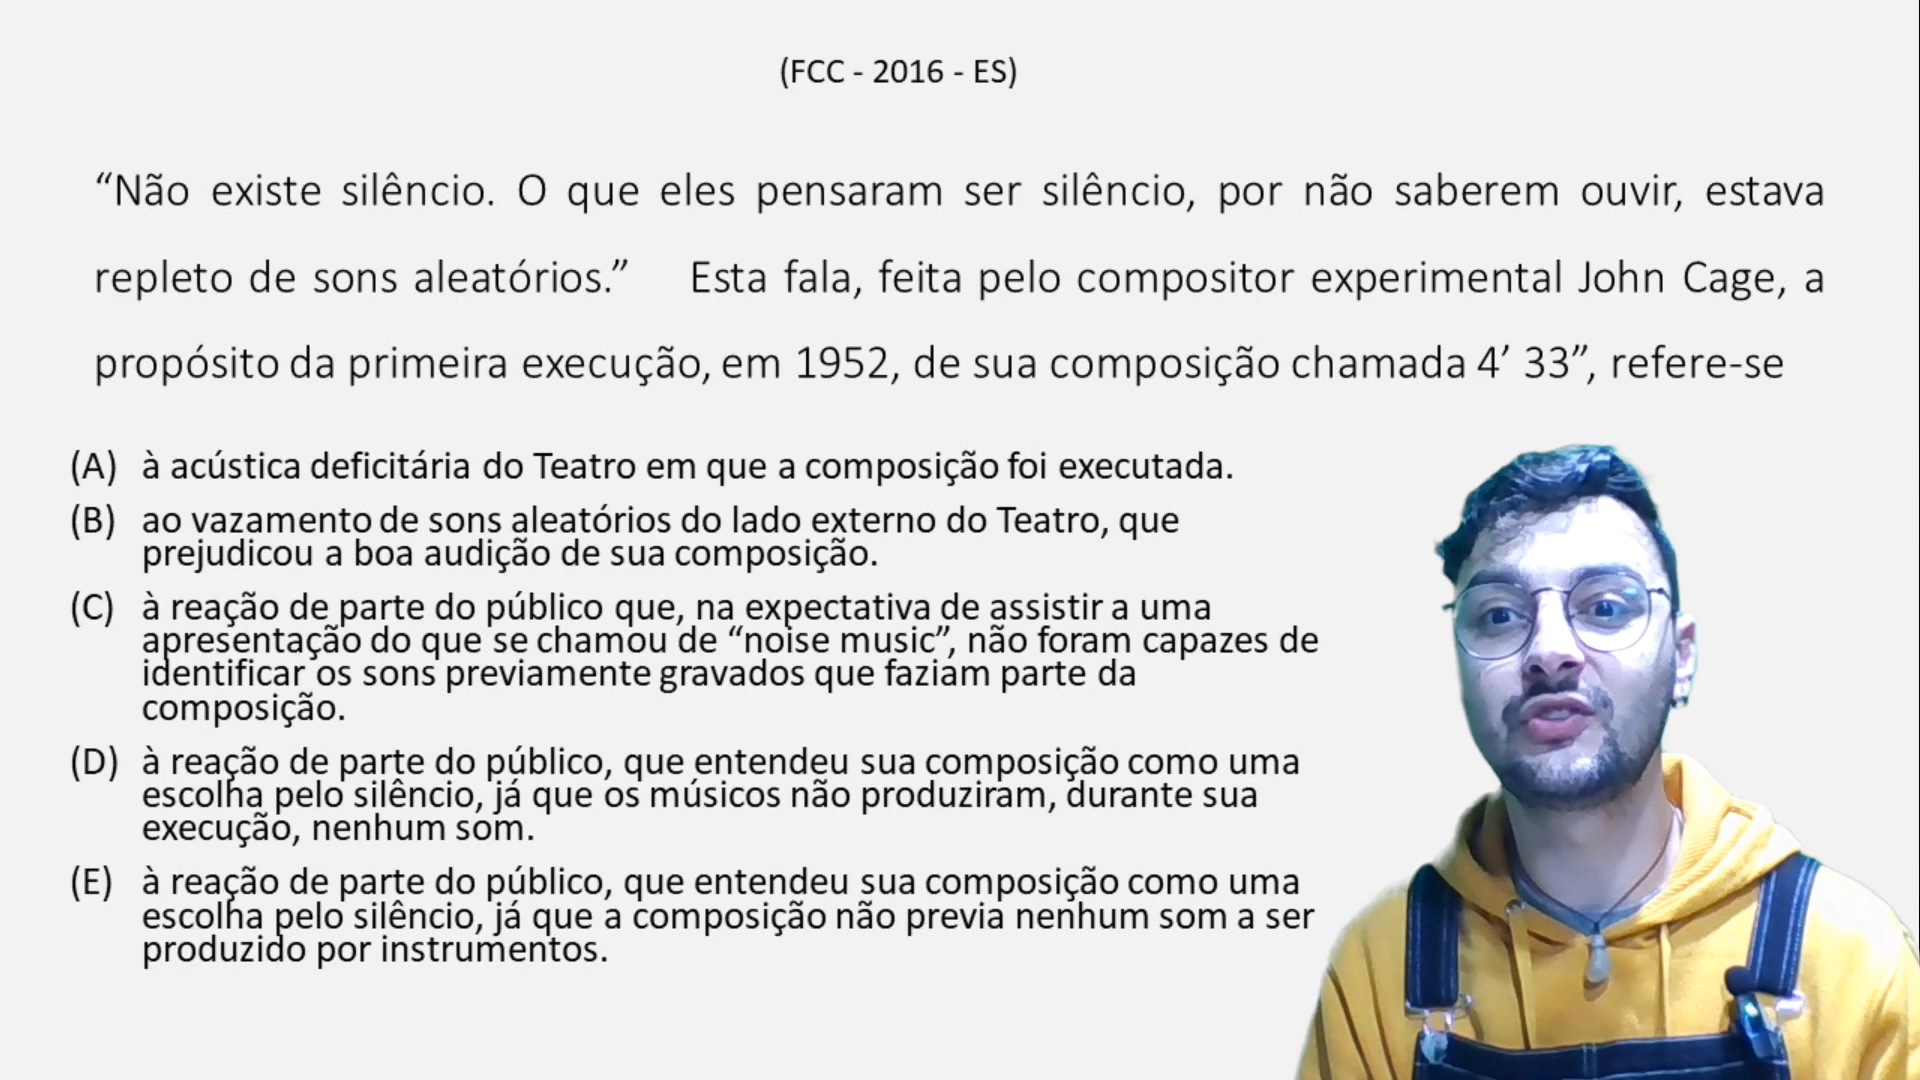 (FCC - 2016 - ES)
“Não existe silêncio. O que eles pensaram ser silêncio, por não saberem ouvir, estava
repleto de sons aleatórios.” Esta fala, feita pelo compositor experimental John Cage, a
propósito da primeira execução, em 1952, de sua composição chamada 4’ 33”, refere-se
(A) à acústica deficitária do Teatro em que a composição foi executada.
(B) ao vazamento de sons aleatórios do lado externo do Teatro, que
prejudicou a boa audição de sua composição.
(C) à reação de parte do público que, na expectativa de assistir a uma
apresentação do que se chamou de “noise music”, não foram capazes de
identificar os sons previamente gravados que faziam parte da
composição.
(D) à reação de parte do público, que entendeu sua composição como uma
escolha pelo silêncio, já que os músicos não produziram, durante sua
execução, nenhum som.
(E) à reação de parte do público, que entendeu sua composição como uma
escolha pelo silêncio, já que a composição não previa nenhum som a ser
produzido por instrumentos.